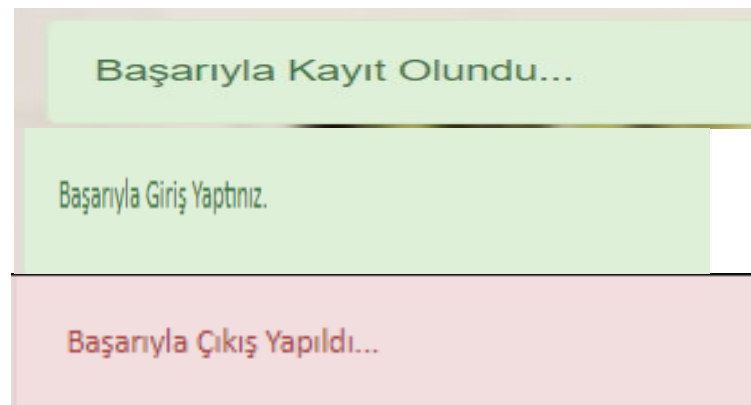 Başarıyla Kayıt Olundu...
Başarıyla Giriş Yaptınız.
Başarıyla Çıkış Yapıldı...